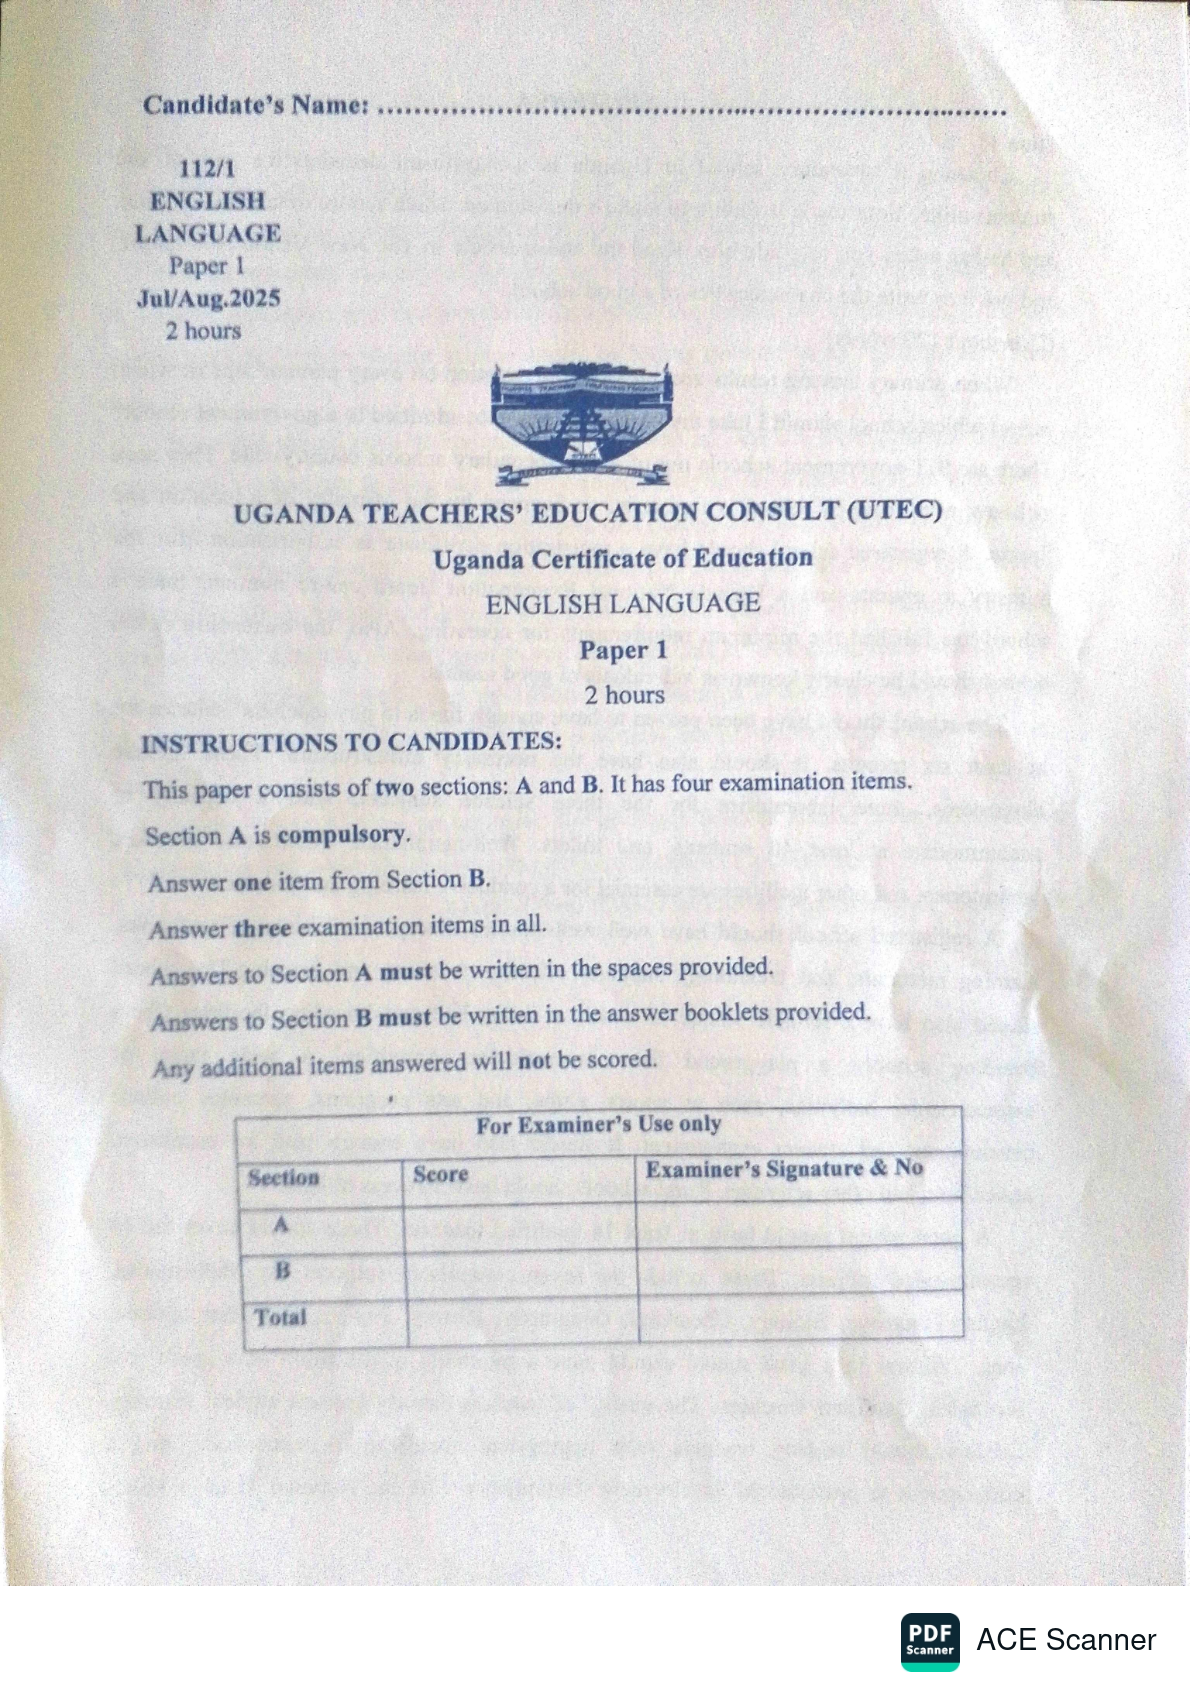 Candidate's Name: ........................................................................
112/1
ENGLISH
LANGUAGE
Paper 1
Jul/Aug.2025
2 hours
UGANDA TEACHERS' EDUCATION CONSULT (UTEC)
Uganda Certificate of Education
ENGLISH LANGUAGE
Paper 1
2 hours
INSTRUCTIONS TO CANDIDATES:
This paper consists of two sections: A and B. It has four examination items.
Section A is compulsory.
Answer one item from Section B.
Answer three examination items in all.
Answers to Section A must be written in the spaces provided.
Answers to Section B must be written in the answer booklets provided.
Any additional items answered will not be scored.
For Examiner's Use only
Section Score Examiner's Signature & No
A
B
Total
PDF
Scanner
ACE Scanner